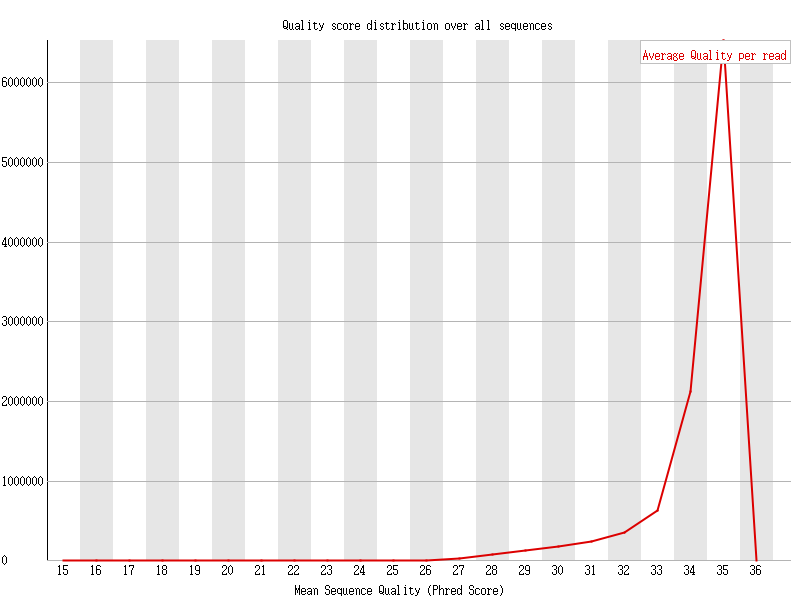 Quality score distribution over all sequences
Average Quality per read
6000000
5000000
4000000
3000000
2000000
1000000
0
15 16 17 18 19 20 21 22 23 24 25 26 27 28 29 30 31 32 33 34 35 36
Mean Sequence Quality (Phred Score)